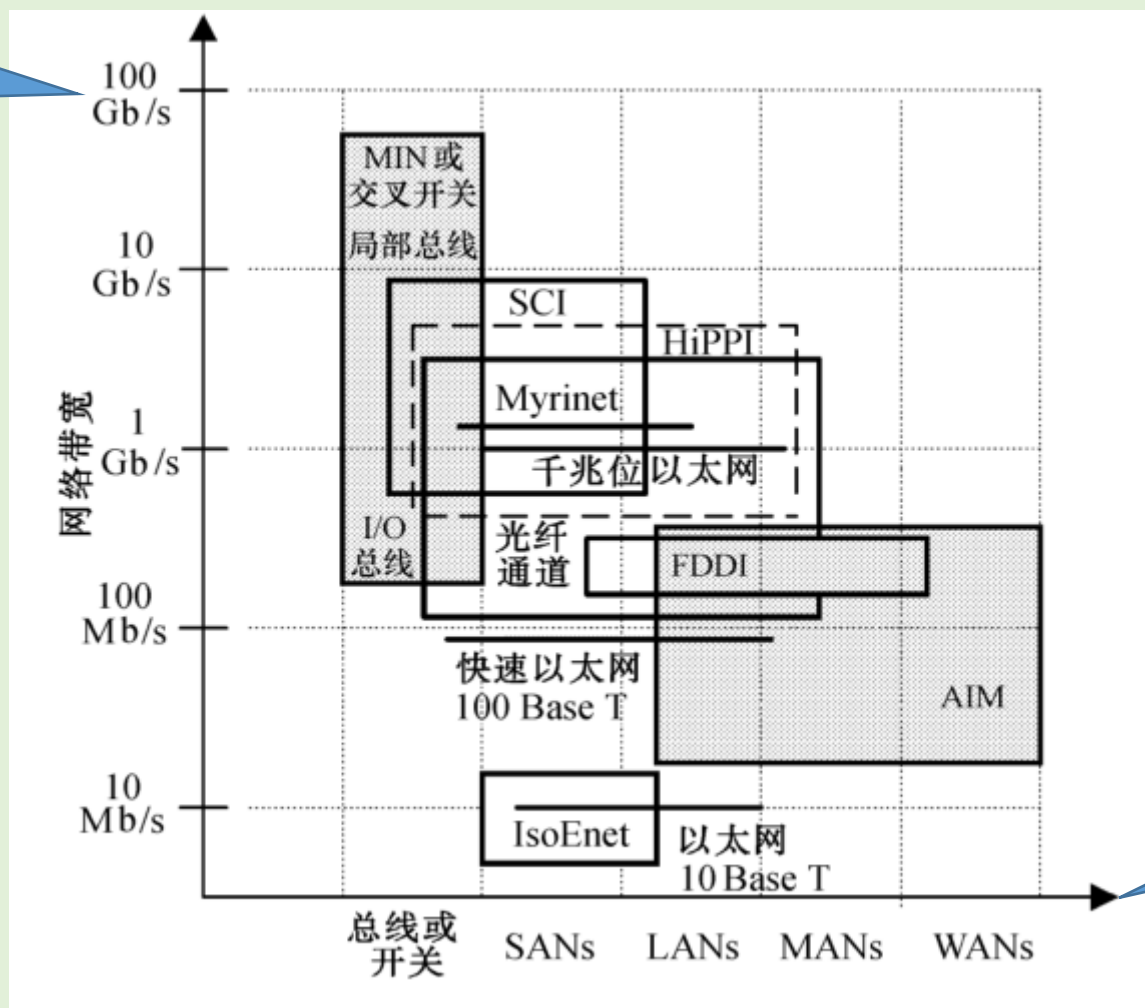 100
Gb/s
MIN或
交叉开关
局部总线
10
Gb/s
SCI
HiPPI
Myrinet
网络带宽
1
Gb/s
千兆位以太网
I/O
总线
光纤
通道
FDDI
100
Mb/s
快速以太网
100 Base T
AIM
10
Mb/s
IsoEnet
以太网
10 Base T
总线或
开关
SANs
LANs
MANs
WANs